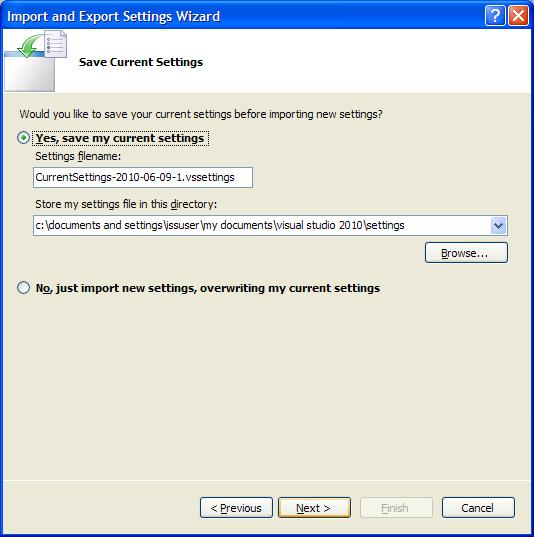 Import and Export Settings Wizard
Save Current Settings
Would you like to save your current settings before importing new settings?
Yes, save my current settings
Settings filename:
CurrentSettings-2010-06-09-1.vssettings
Store my settings file in this directory:
c:\documents and settings\issuser\my documents\visual studio 2010\settings
Browse...
No, just import new settings, overwriting my current settings
< Previous
Next >
Finish
Cancel